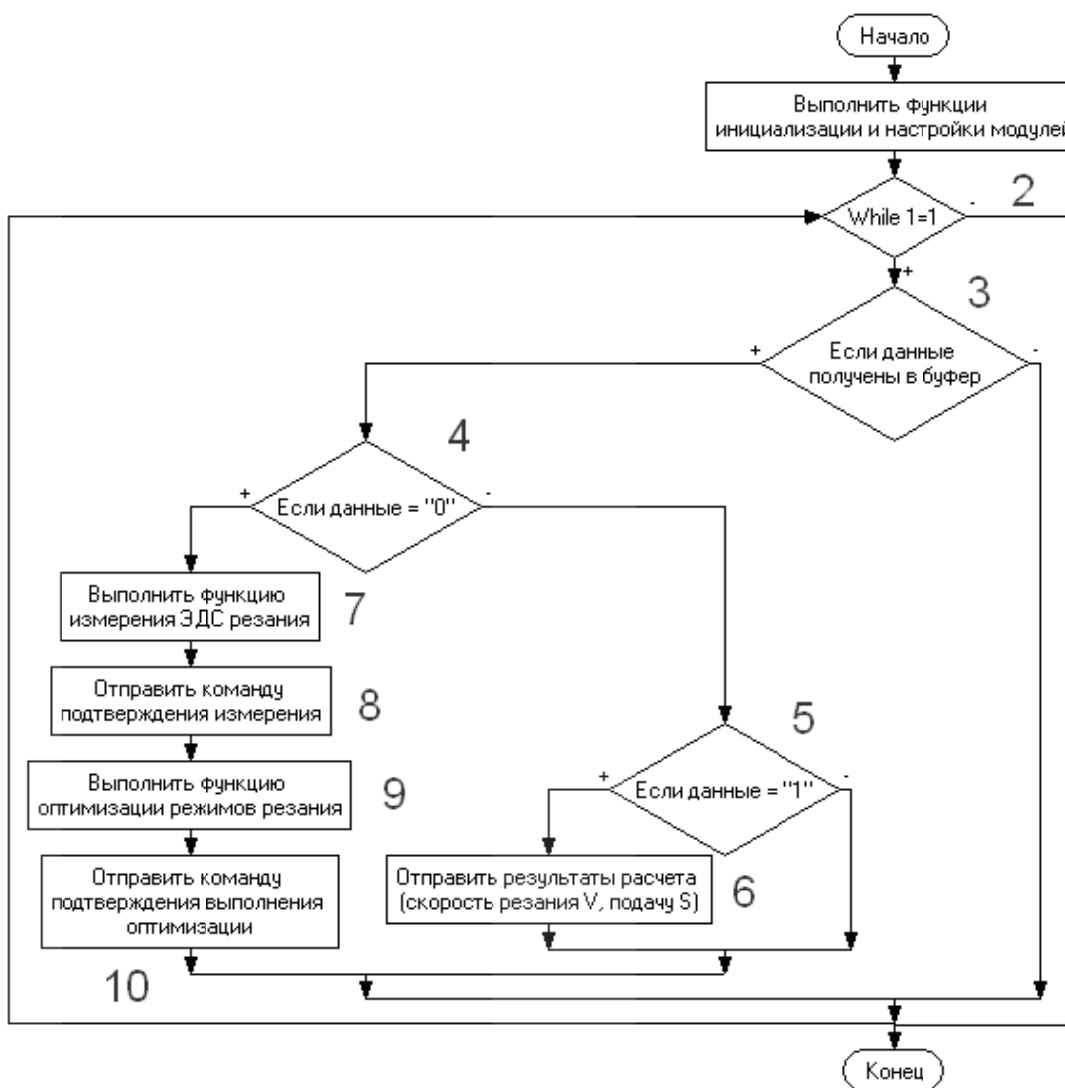 Начало
Выполнить функции
инициализации и настройки модулей
2
-
While 1=1
+
3
Если данные
получены в буфер
+
-
4
Если данные = "0"
+
-
Выполнить функцию
измерения ЭДС резания
7
Отправить команду
подтверждения измерения
8
5
Выполнить функцию
оптимизации режимов резания
9
+
Если данные = "1"
-
Отправить команду
подтверждения выполнения
оптимизации
Отправить результаты расчета
(скорость резания V, подачу S)
6
10
Конец